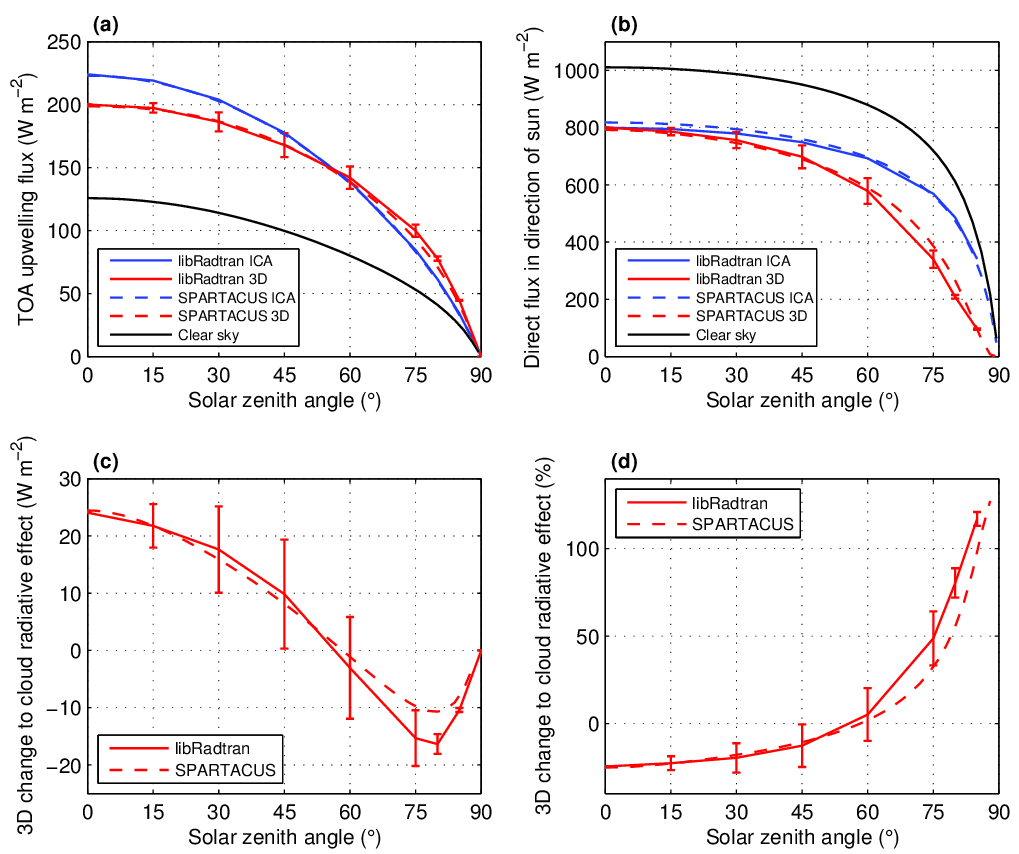 (a)
TOA upwelling flux (W m−2)
250
200
150
100
50
0
libRadtran ICA
libRadtran 3D
SPARTACUS ICA
SPARTACUS 3D
Clear sky
0 15 30 45 60 75 90
Solar zenith angle (°)
(b)
Direct flux in direction of sun (W m−2)
1000
800
600
400
200
0
libRadtran ICA
libRadtran 3D
SPARTACUS ICA
SPARTACUS 3D
Clear sky
0 15 30 45 60 75 90
Solar zenith angle (°)
(c)
3D change to cloud radiative effect (W m−2)
30
20
10
0
−10
−20
libRadtran
SPARTACUS
0 15 30 45 60 75 90
Solar zenith angle (°)
(d)
3D change to cloud radiative effect (%)
100
50
0
libRadtran
SPARTACUS
0 15 30 45 60 75 90
Solar zenith angle (°)